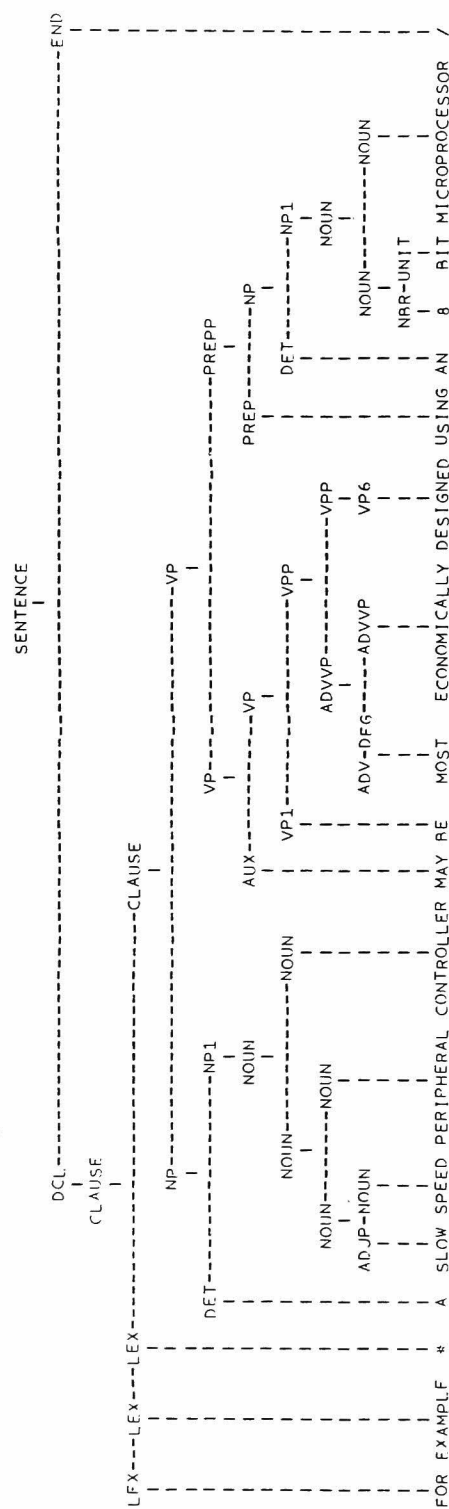 SENTENCE
DCL END
CLAUSE
LEX LEX LEX CLAUSE
NP VP
DET NP1 VP PREPP
NOUN AUX VP PREP NP
NOUN NOUN VP1 VPP DET NP1
NOUN NOUN ADVVP VPP NOUN
ADJP-NOUN ADV-DEG ADVVP VP6 NOUN NOUN
NBR-UNIT
FOR EXAMPLE * A SLOW SPEED PERIPHERAL CONTROLLER MAY BE MOST ECONOMICALLY DESIGNED USING AN 8 BIT MICROPROCESSOR /